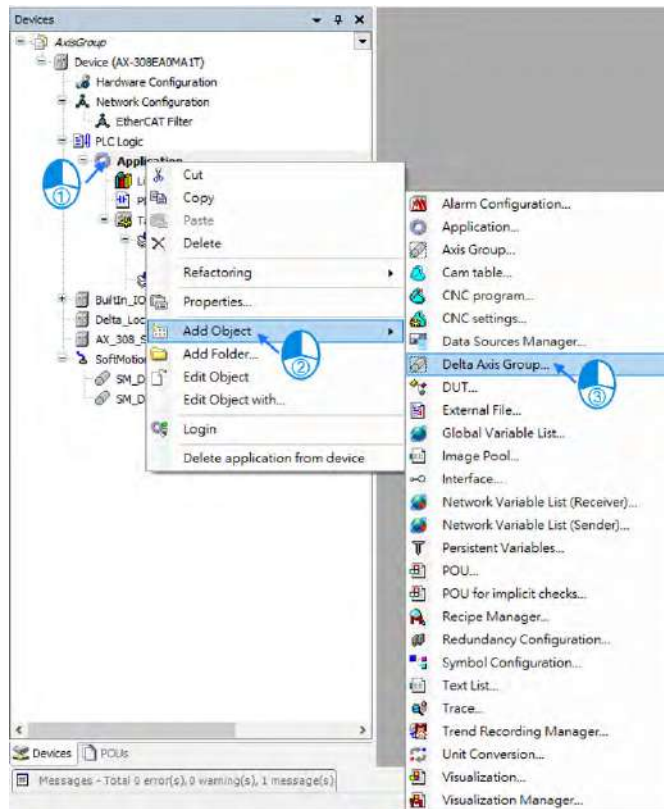 Devices
AxisGroup
Device (AX-308EA0MA1T)
Hardware Configuration
Network Configuration
EtherCAT Filter
PLC Logic
Application
①
BuiltIn_IO
Delta_Loc
AX_308_S
SoftMotion
SM_D
SM_D
Cut
Copy
Paste
Delete
Refactoring
Properties...
Add Object
②
Add Folder...
Edit Object
Edit Object with...
Login
Delete application from device
Alarm Configuration...
Application...
Axis Group...
Cam table...
CNC program...
CNC settings...
Data Sources Manager...
Delta Axis Group...
③
DUT...
External File...
Global Variable List...
Image Pool...
Interface...
Network Variable List (Receiver)...
Network Variable List (Sender)...
Persistent Variables...
POU...
POU for implicit checks...
Recipe Manager...
Redundancy Configuration...
Symbol Configuration...
Text List...
Trace...
Trend Recording Manager...
Unit Conversion...
Visualization...
Visualization Manager...
Devices
POUs
Messages - Total 0 error(s), 0 warning(s), 1 message(s)